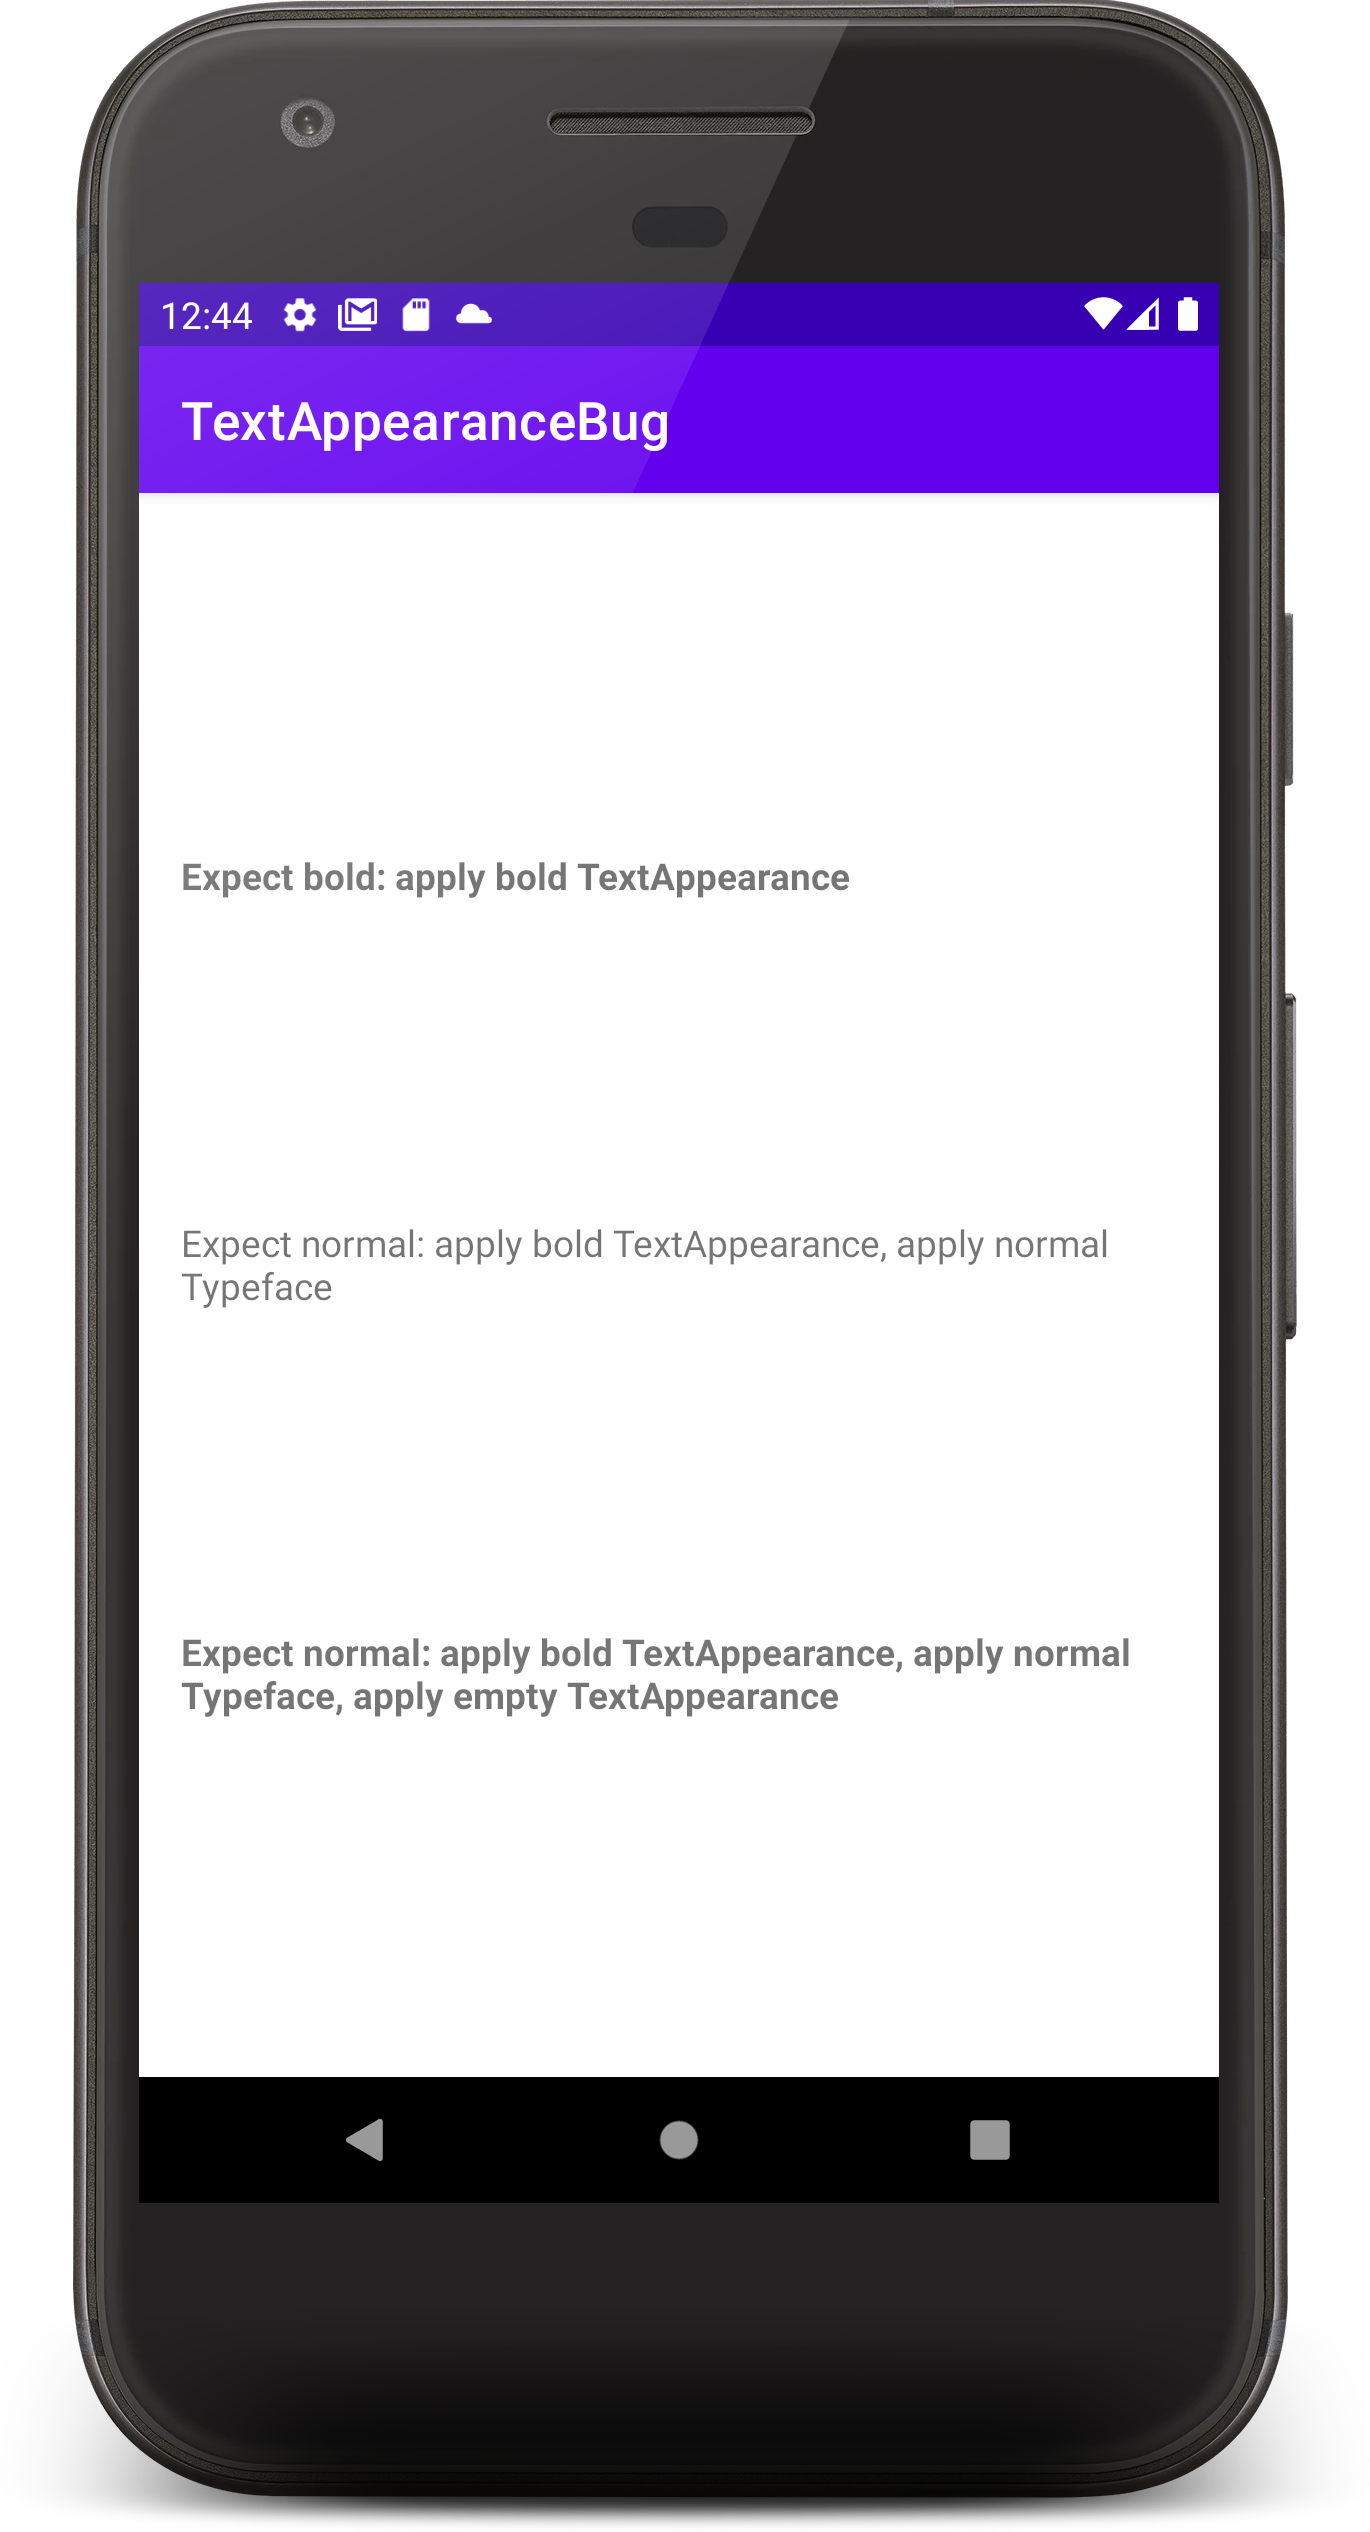 12:44
TextAppearanceBug
Expect bold: apply bold TextAppearance
Expect normal: apply bold TextAppearance, apply normal
Typeface
Expect normal: apply bold TextAppearance, apply normal
Typeface, apply empty TextAppearance